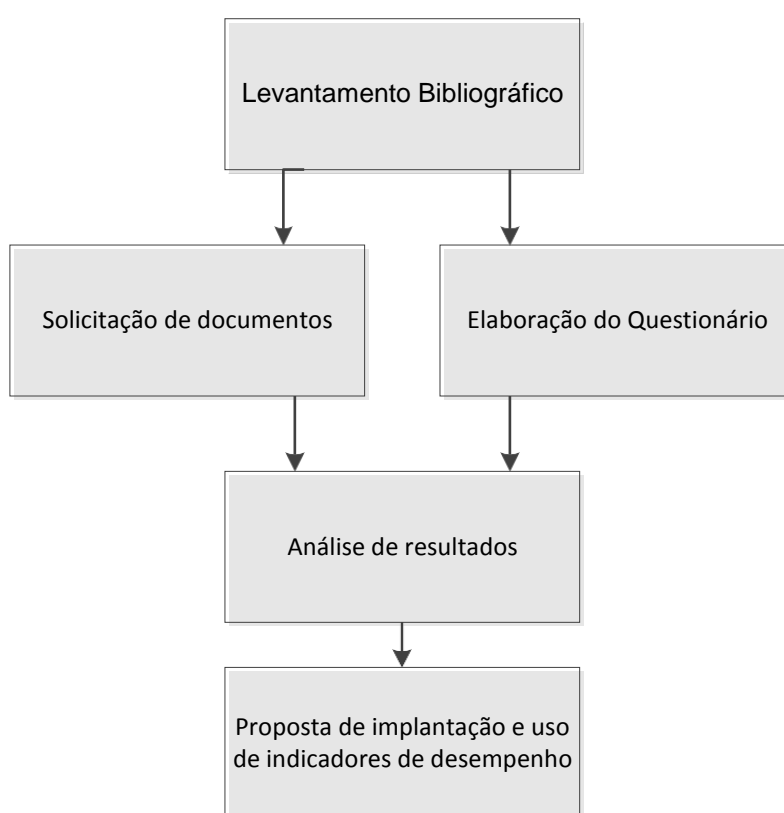 Levantamento Bibliográfico
Solicitação de documentos
Elaboração do Questionário
Análise de resultados
Proposta de implantação e uso
de indicadores de desempenho